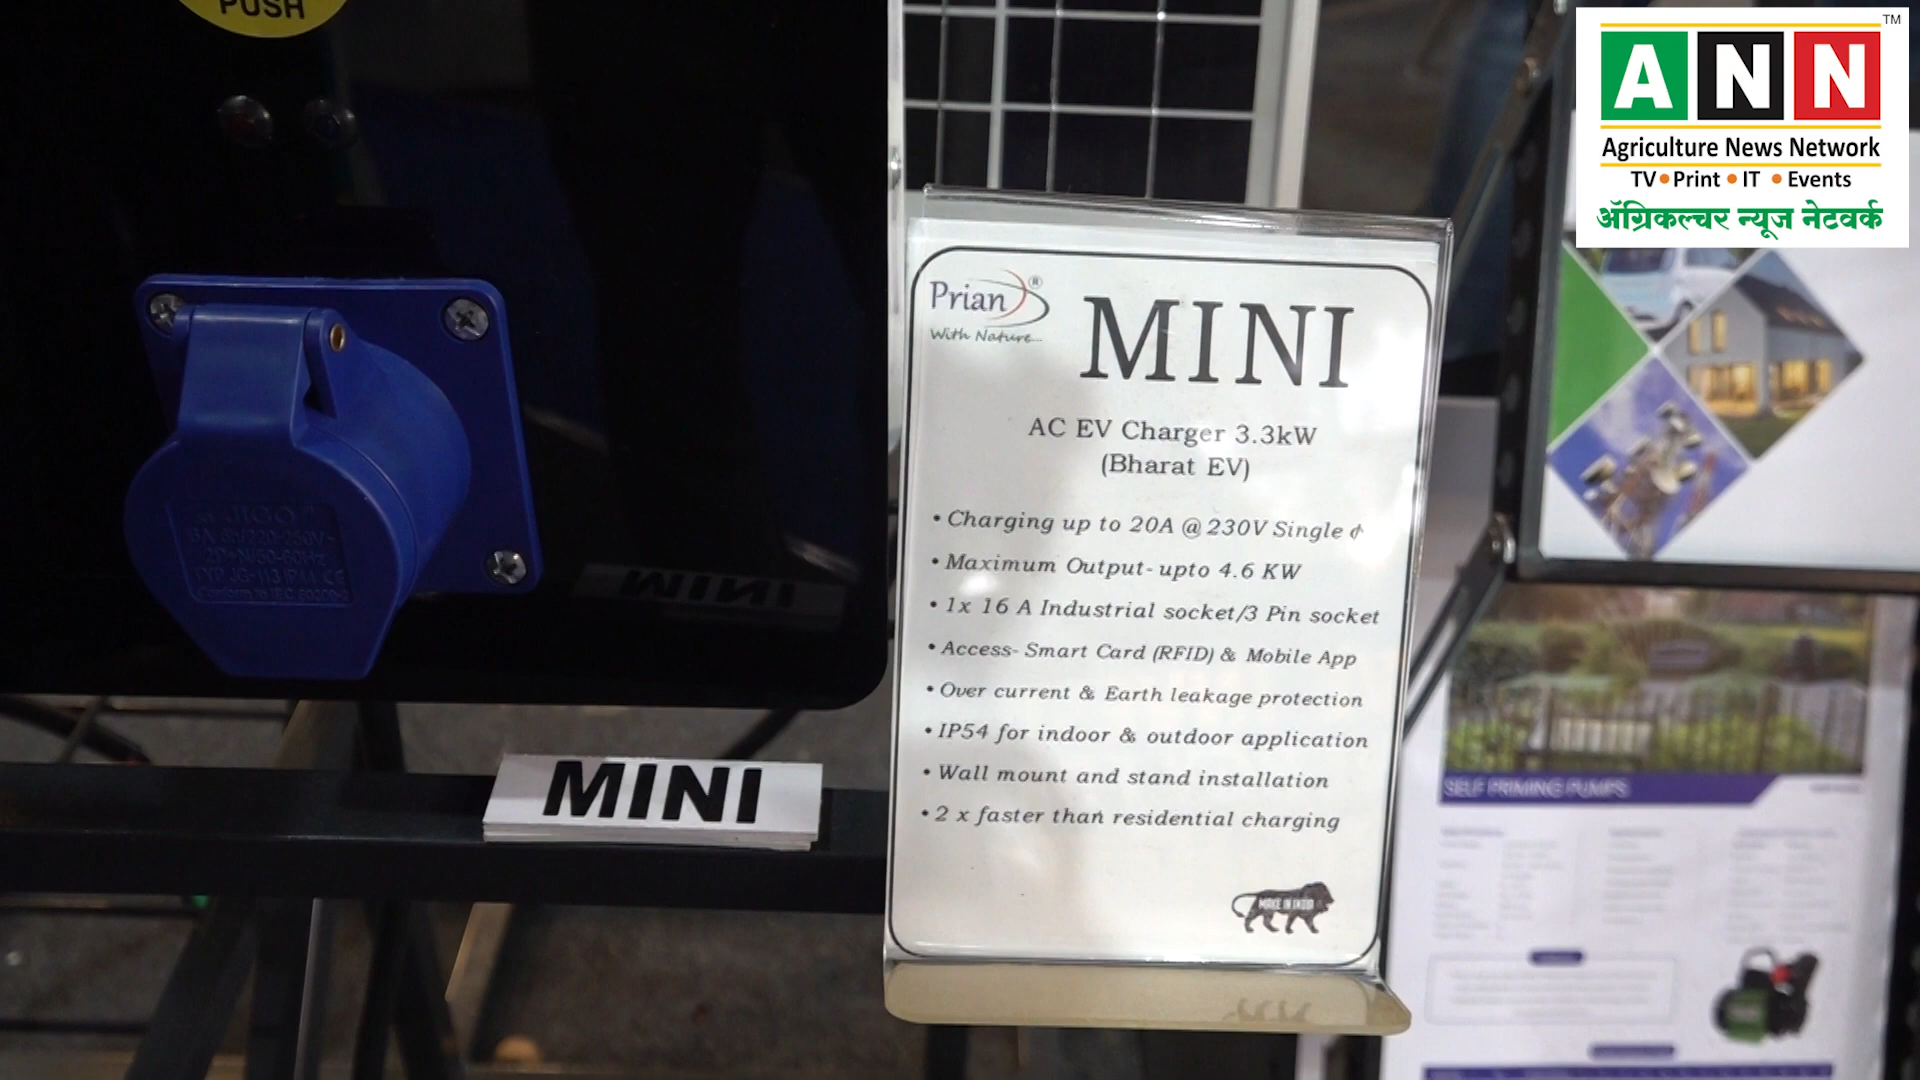 PUSH
ANN
TM
Agriculture News Network
TV • Print • IT • Events
ॲग्रिकल्चर न्यूज नेटवर्क
Prian ®
With Nature...
MINI
AC EV Charger 3.3kW
(Bharat EV)
• Charging up to 20A @ 230V Single ¢
• Maximum Output- upto 4.6 KW
• 1x 16 A Industrial socket/3 Pin socket
• Access- Smart Card (RFID) & Mobile App
• Over current & Earth leakage protection
• IP54 for indoor & outdoor application
• Wall mount and stand installation
• 2 x faster than residential charging
MAKE IN INDIA
MINI
MINI
SELF PRIMING PUMPS